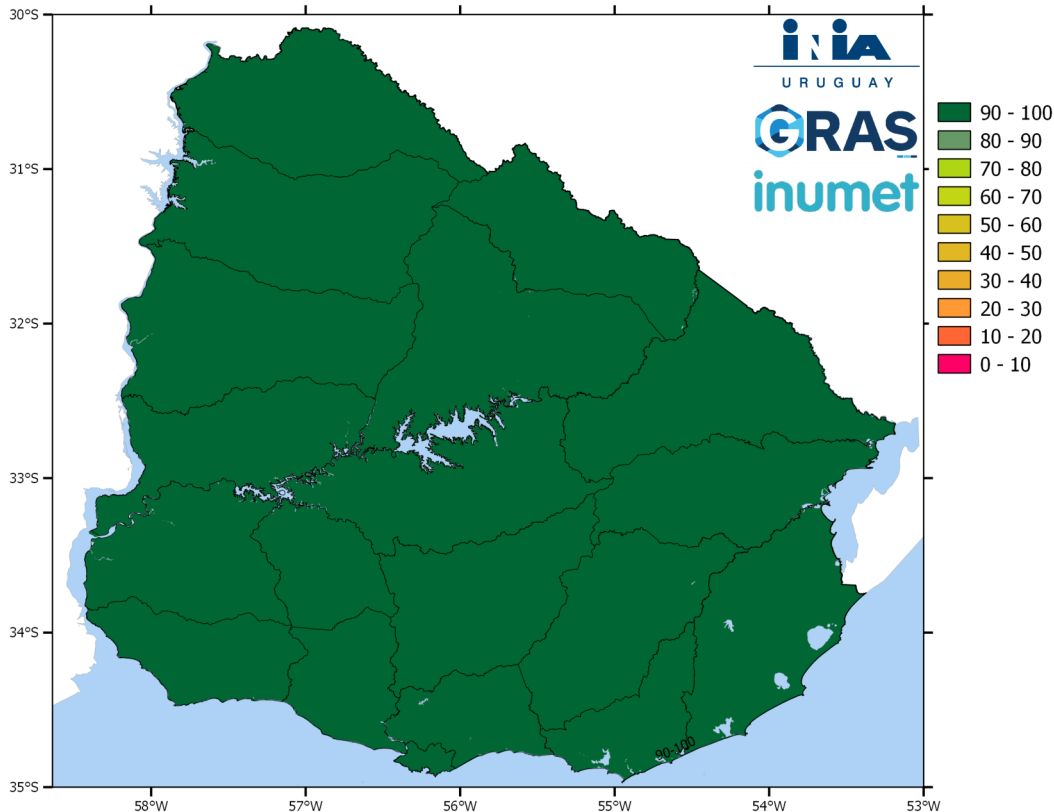 30°S
31°S
32°S
33°S
34°S
35°S
58°W
57°W
56°W
55°W
54°W
53°W
iNiA
URUGUAY
GRAS
inumet
90 - 100
80 - 90
70 - 80
60 - 70
50 - 60
40 - 50
30 - 40
20 - 30
10 - 20
0 - 10
90-100